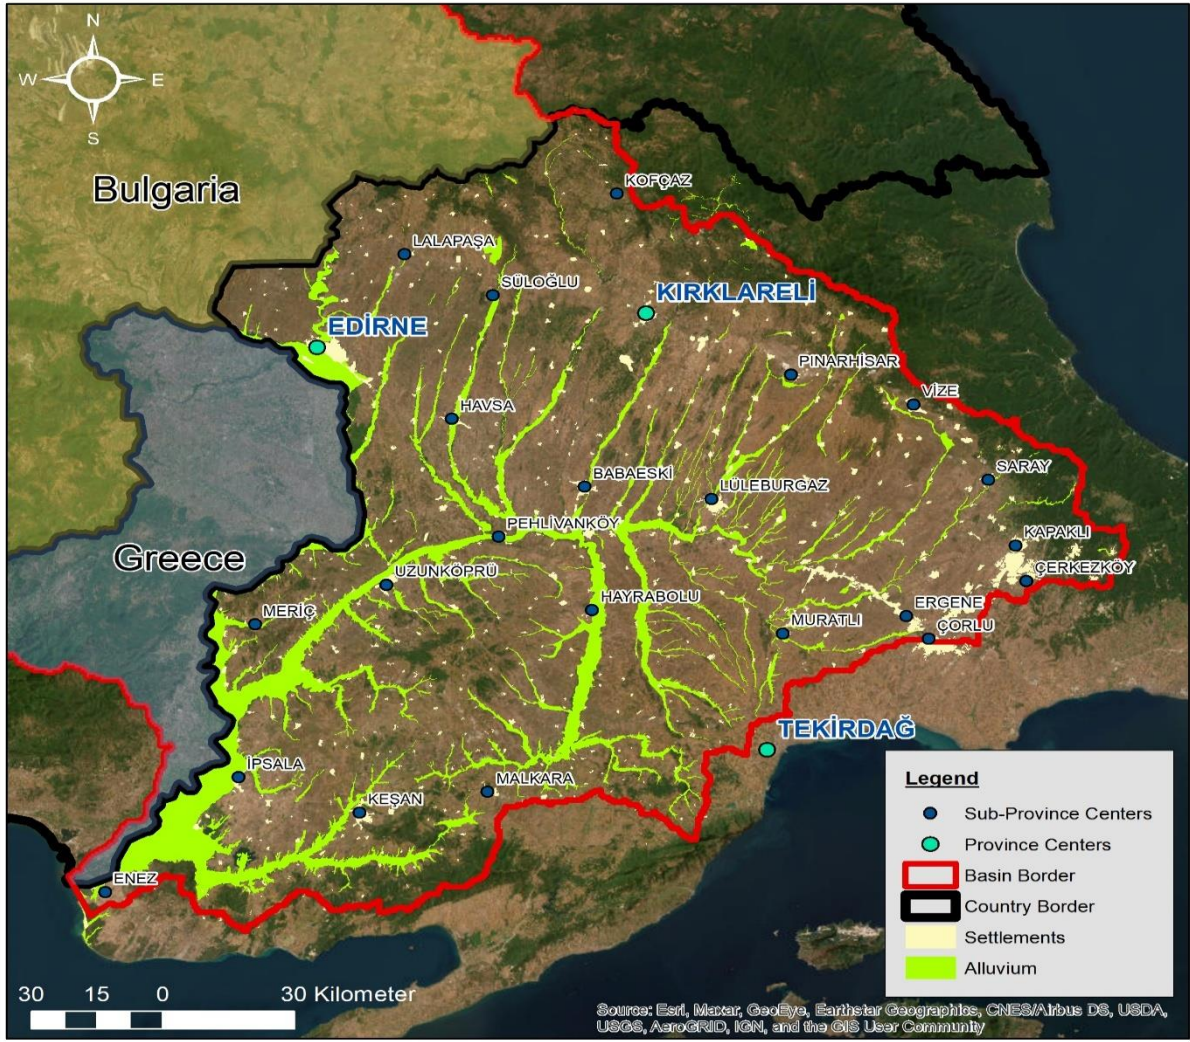 N
W E
S
Bulgaria
KOFÇAZ
LALAPAŞA
SÜLOĞLU
KIRKLARELİ
EDİRNE
PINARHİSAR
VİZE
HAVSA
SARAY
BABAESKİ
LÜLEBURGAZ
PEHLİVANKÖY
KAPAKLI
Greece
ÇERKEZKÖY
UZUNKÖPRÜ
HAYRABOLU
ERGENE
MERİÇ
MURATLI
ÇORLU
TEKİRDAĞ
İPSALA
MALKARA
KEŞAN
ENEZ
Legend
Sub-Province Centers
Province Centers
Basin Border
Country Border
Settlements
Alluvium
30 15 0 30 Kilometer
Source: Esri, Maxar, GeoEye, Earthstar Geographics, CNES/Airbus DS, USDA,
USGS, AeroGRID, IGN, and the GIS User Community